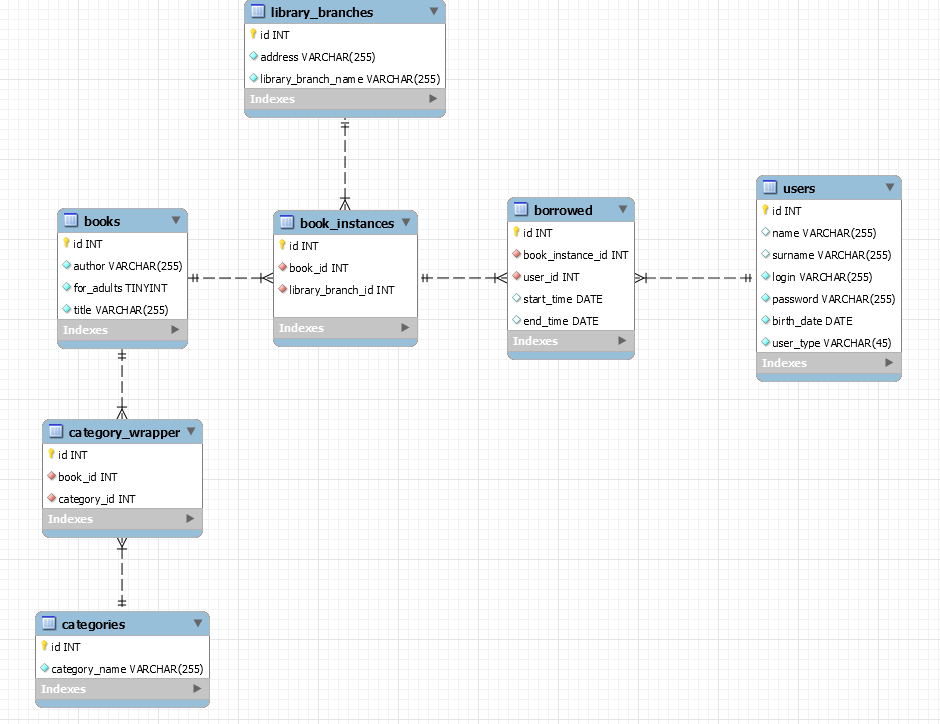 library_branches
id INT
address VARCHAR(255)
library_branch_name VARCHAR(255)
Indexes
books
id INT
author VARCHAR(255)
for_adults TINYINT
title VARCHAR(255)
Indexes
book_instances
id INT
book_id INT
library_branch_id INT
Indexes
borrowed
id INT
book_instance_id INT
user_id INT
start_time DATE
end_time DATE
Indexes
users
id INT
name VARCHAR(255)
surname VARCHAR(255)
login VARCHAR(255)
password VARCHAR(255)
birth_date DATE
user_type VARCHAR(45)
Indexes
category_wrapper
id INT
book_id INT
category_id INT
Indexes
categories
id INT
category_name VARCHAR(255)
Indexes